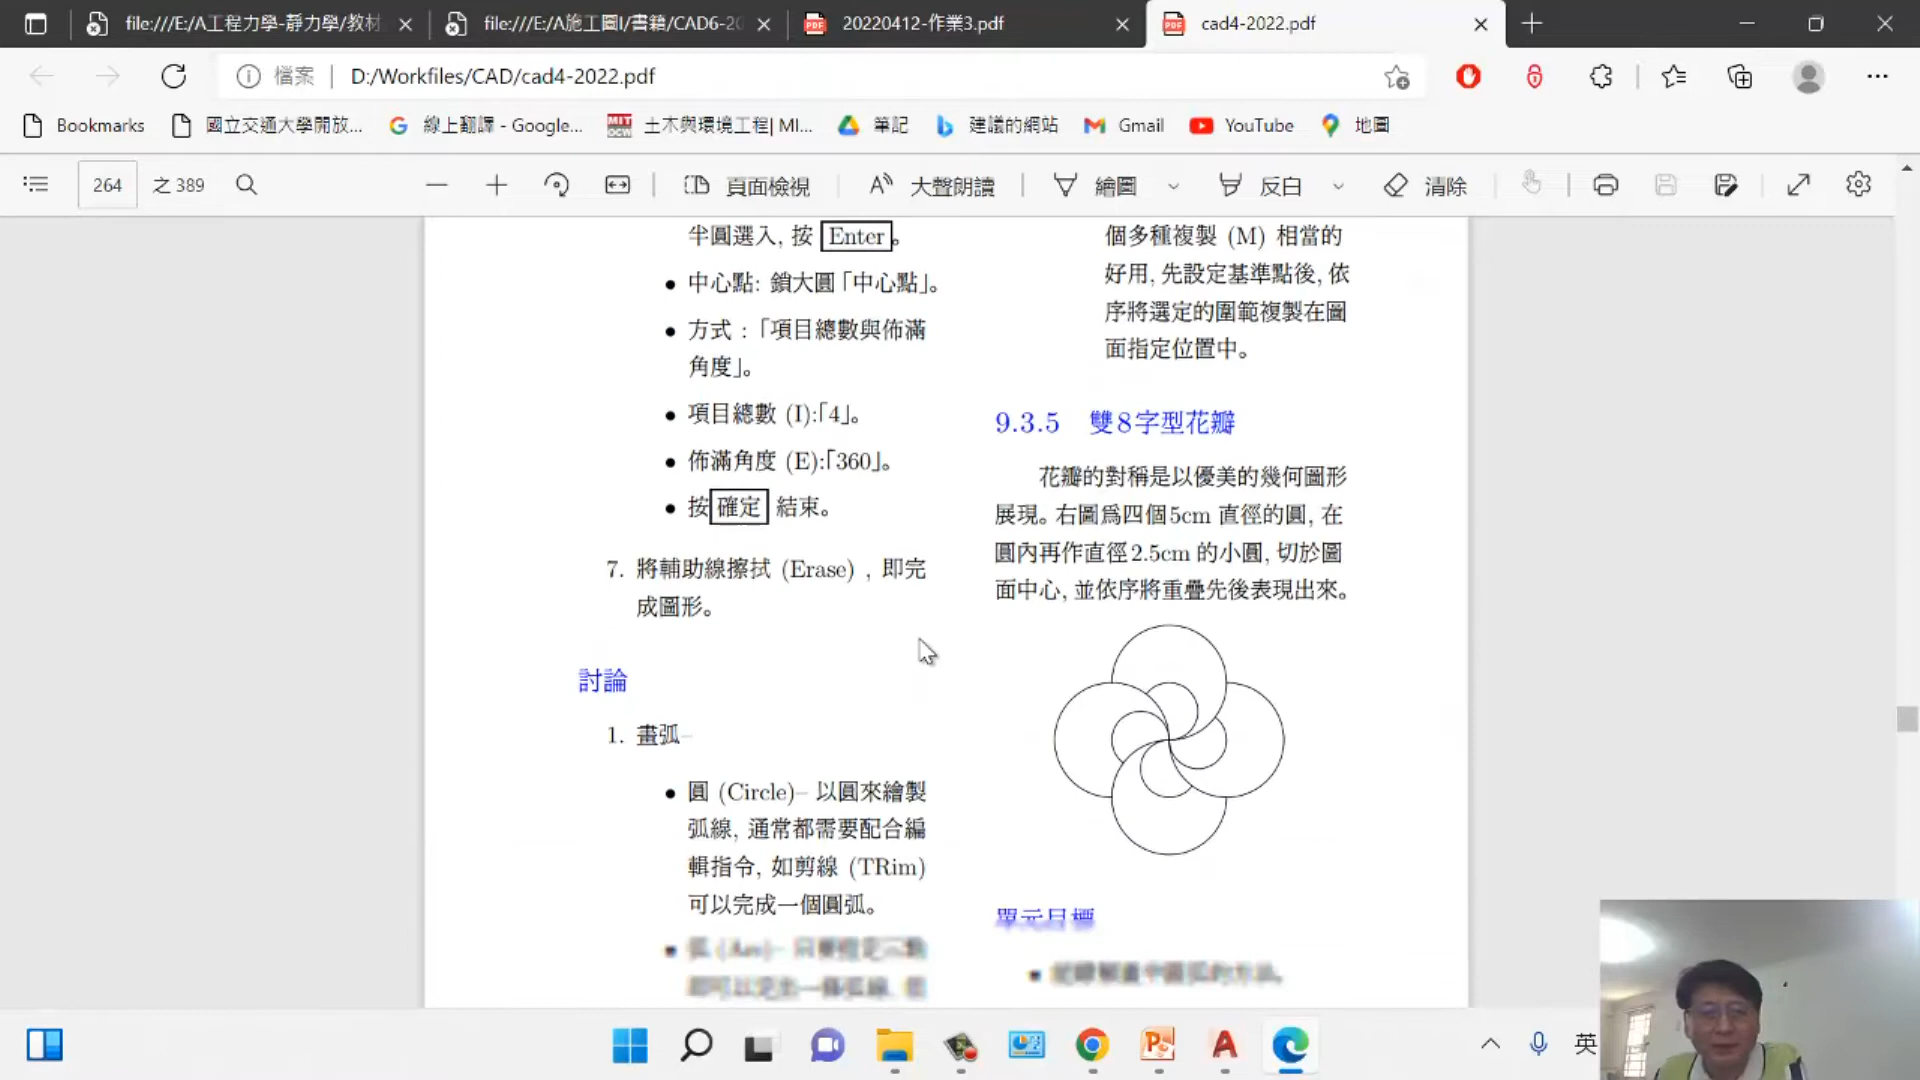 file:///E:/A工程力學-靜力學/教材
file:///E:/A施工圖I/書籍/CAD6-20
20220412-作業3.pdf
cad4-2022.pdf
檔案
D:/Workfiles/CAD/cad4-2022.pdf
Bookmarks
國立交通大學開放...
線上翻譯 - Google...
土木與環境工程| MI...
筆記
建議的網站
Gmail
YouTube
地圖
264
之 389
頁面檢視
大聲朗讀
繪圖
反白
清除
半圓選入, 按 Enter。
• 中心點: 鎖大圓「中心點」。
• 方式 :「項目總數與佈滿
角度」。
• 項目總數 (I):「4」。
• 佈滿角度 (E):「360」。
• 按 確定 結束。
7. 將輔助線擦拭 (Erase) , 即完
成圖形。
討論
1. 畫弧–
• 圓 (Circle)– 以圓來繪製
弧線, 通常都需要配合編
輯指令, 如剪線 (TRim)
可以完成一個圓弧。
個多種複製 (M) 相當的
好用, 先設定基準點後, 依
序將選定的圍範複製在圖
面指定位置中。
9.3.5 雙8字型花瓣
花瓣的對稱是以優美的幾何圖形
展現。右圖為四個5cm 直徑的圓, 在
圓內再作直徑2.5cm 的小圓, 切於圖
面中心, 並依序將重疊先後表現出來。
單元目標
英